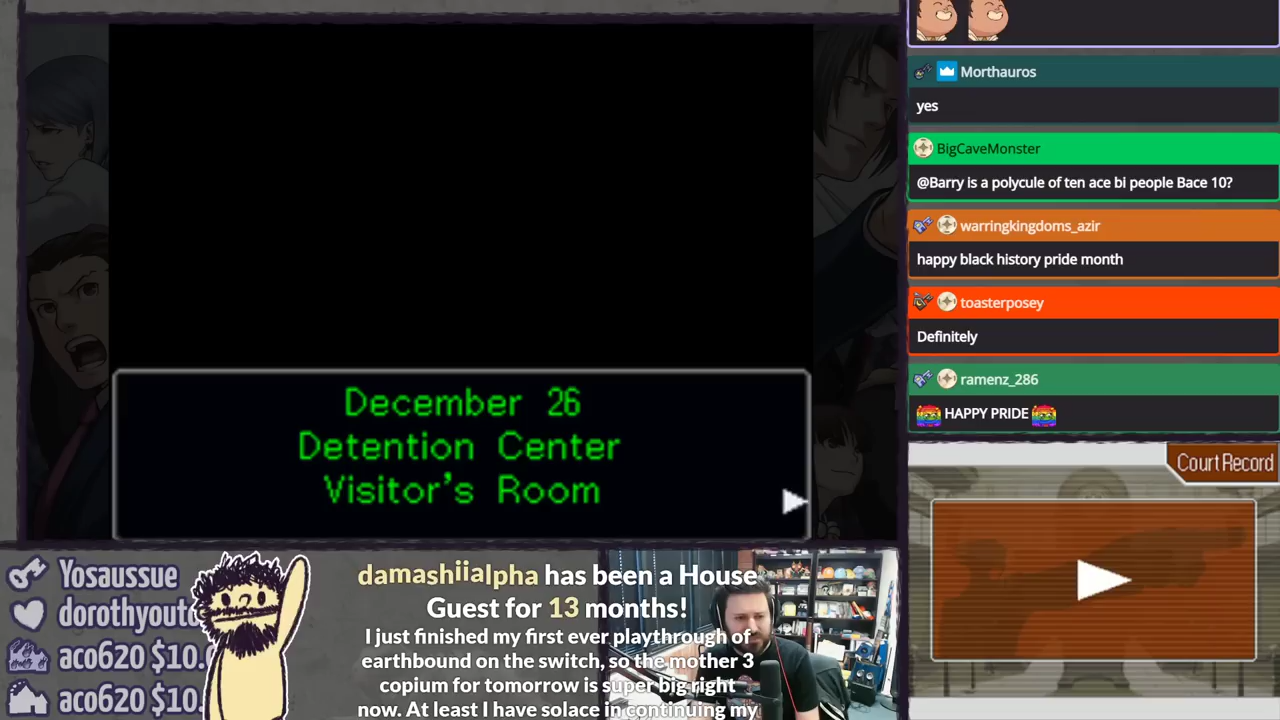 December 26
Detention Center
Visitor's Room
Morthauros
yes
BigCaveMonster
@Barry is a polycule of ten ace bi people Bace 10?
warringkingdoms_azir
happy black history pride month
toasterposey
Definitely
ramenz_286
HAPPY PRIDE
Court Record
Yosaussue
dorothyouto
aco620 $10.
aco620 $10.
damashiialpha has been a House
Guest for 13 months!
I just finished my first ever playthrough of
earthbound on the switch, so the mother 3
copium for tomorrow is super big right
now. At least I have solace in continuing my